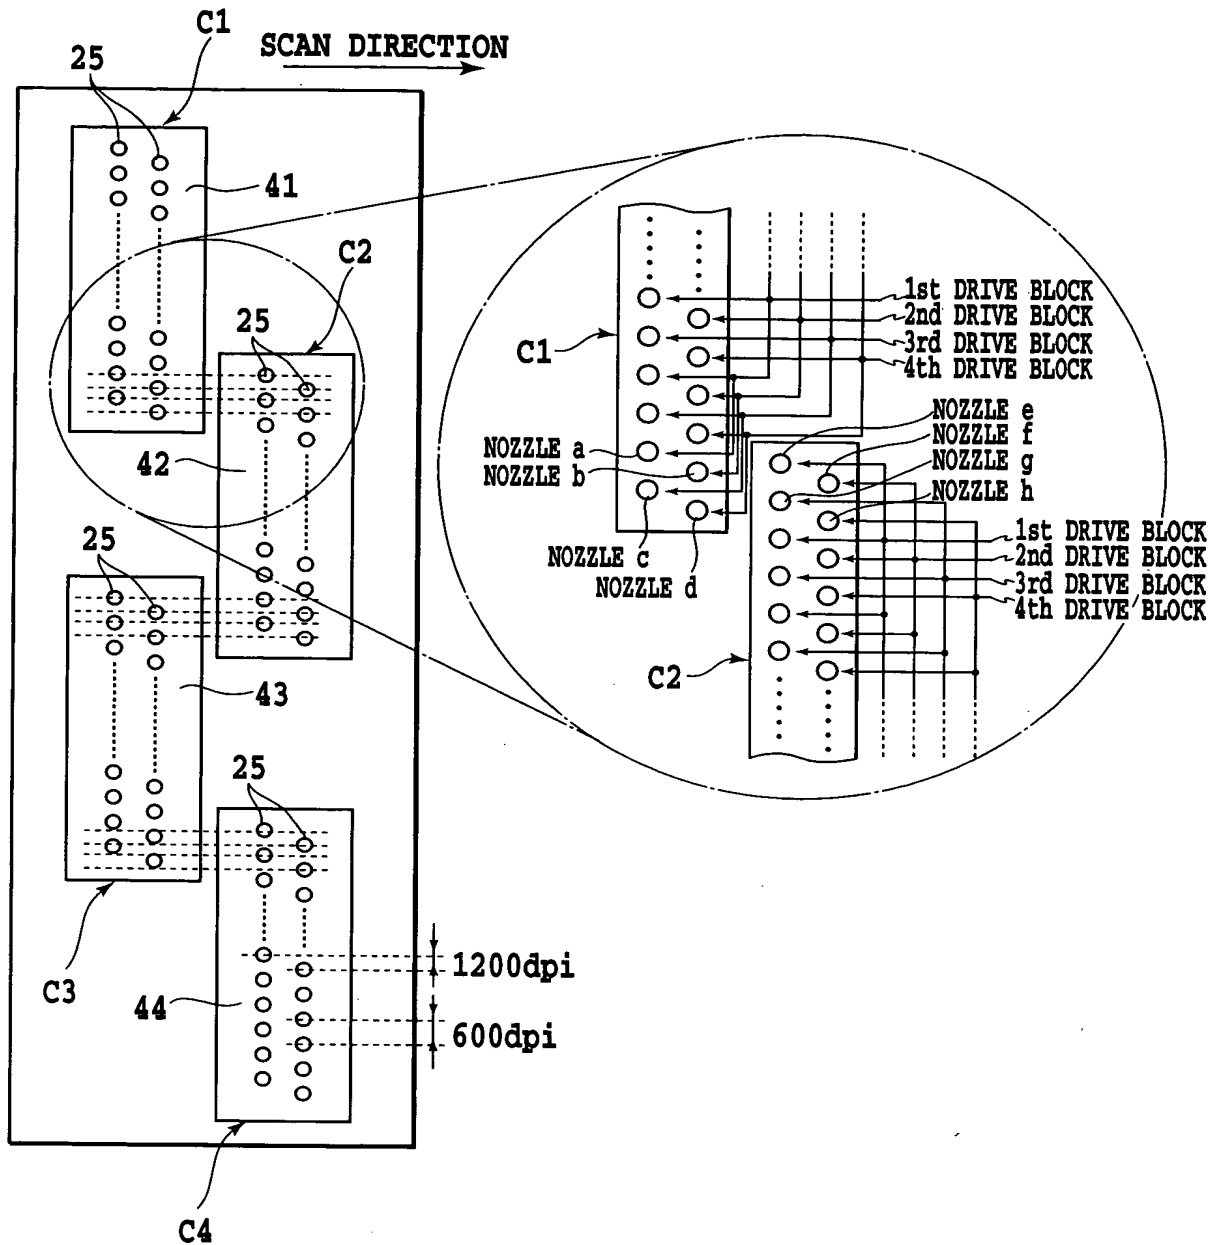 C1
SCAN DIRECTION
25
41
C2
25
42
25
43
25
44
C3
C4
1200dpi
600dpi
1st DRIVE BLOCK
2nd DRIVE BLOCK
3rd DRIVE BLOCK
4th DRIVE BLOCK
C1
NOZZLE e
NOZZLE f
NOZZLE g
NOZZLE h
NOZZLE a
NOZZLE b
NOZZLE c
NOZZLE d
1st DRIVE BLOCK
2nd DRIVE BLOCK
3rd DRIVE BLOCK
4th DRIVE BLOCK
C2